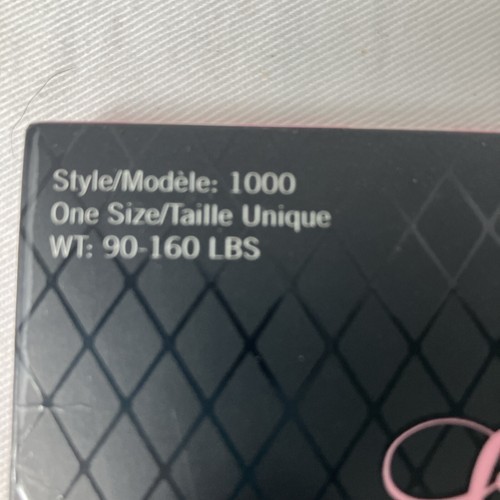 Style/Modèle: 1000
One Size/Taille Unique
WT: 90-160 LBS